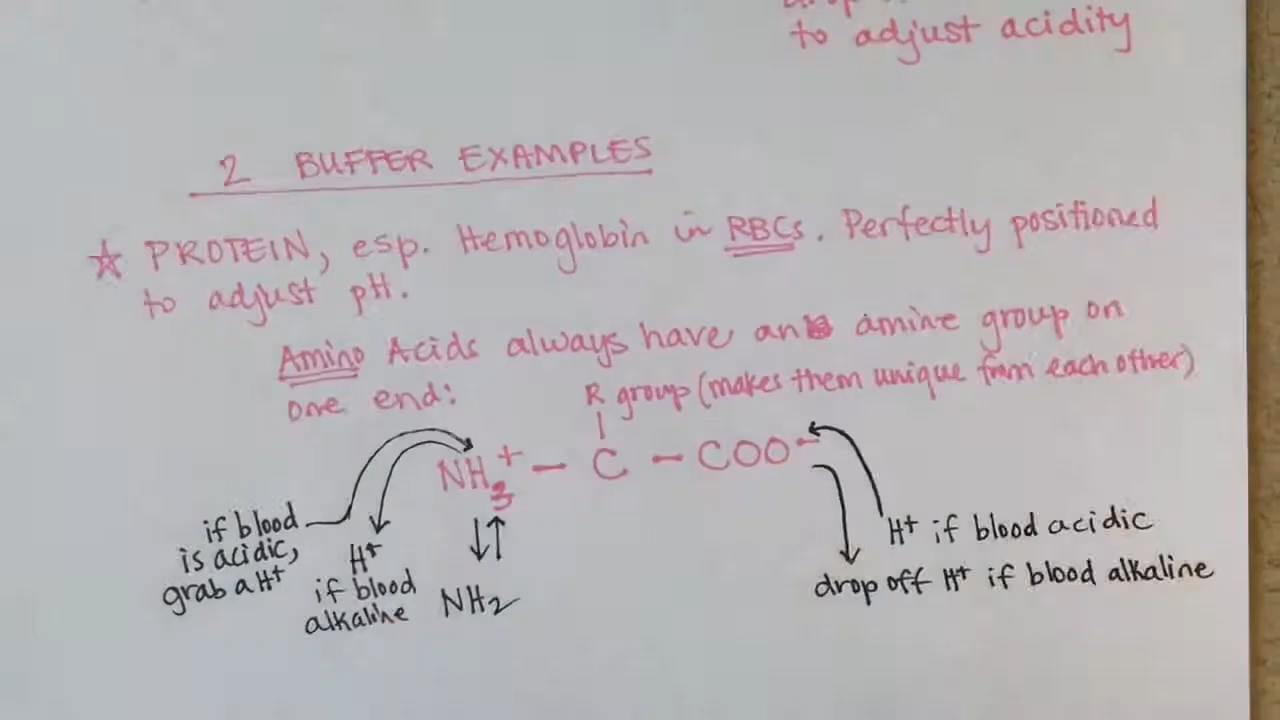 to adjust acidity
2 BUFFER EXAMPLES
☆ PROTEIN, esp. Hemoglobin in RBCs. Perfectly positioned
to adjust pH.
Amino Acids always have an amine group on
one end:
R group (makes them unique from each other)
NH3+ — C — COO-
if blood
is acidic,
grab a H+
H+
if blood
alkaline
↓↑
NH2
H+ if blood acidic
drop off H+ if blood alkaline